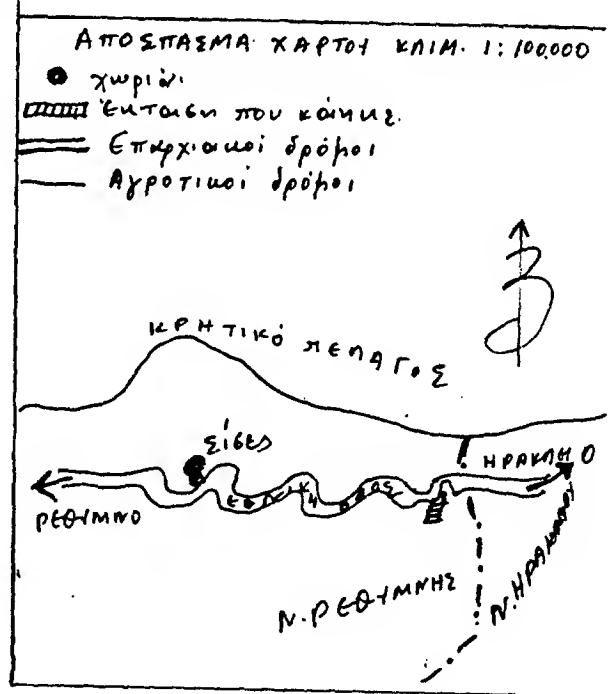 ΑΠΟΣΠΑΣΜΑ ΧΑΡΤΟΥ ΚΛΙΜ. 1:100.000
χωριό
Έκταση που κάηκε.
Επαρχιακοί δρόμοι
Αγροτικοί δρόμοι
Β
ΚΡΗΤΙΚΟ ΠΕΛΑΓΟΣ
ΣίΣΕΣ
ΗΡΑΚΛΗΟ
ΕΘΝΙΚΗ ΟΔΟΣ
ΡΕΘΥΜΝΟ
Ν. ΡΕΘΥΜΝΗΣ
Ν. ΗΡΑΚΛΕΙΟΥ